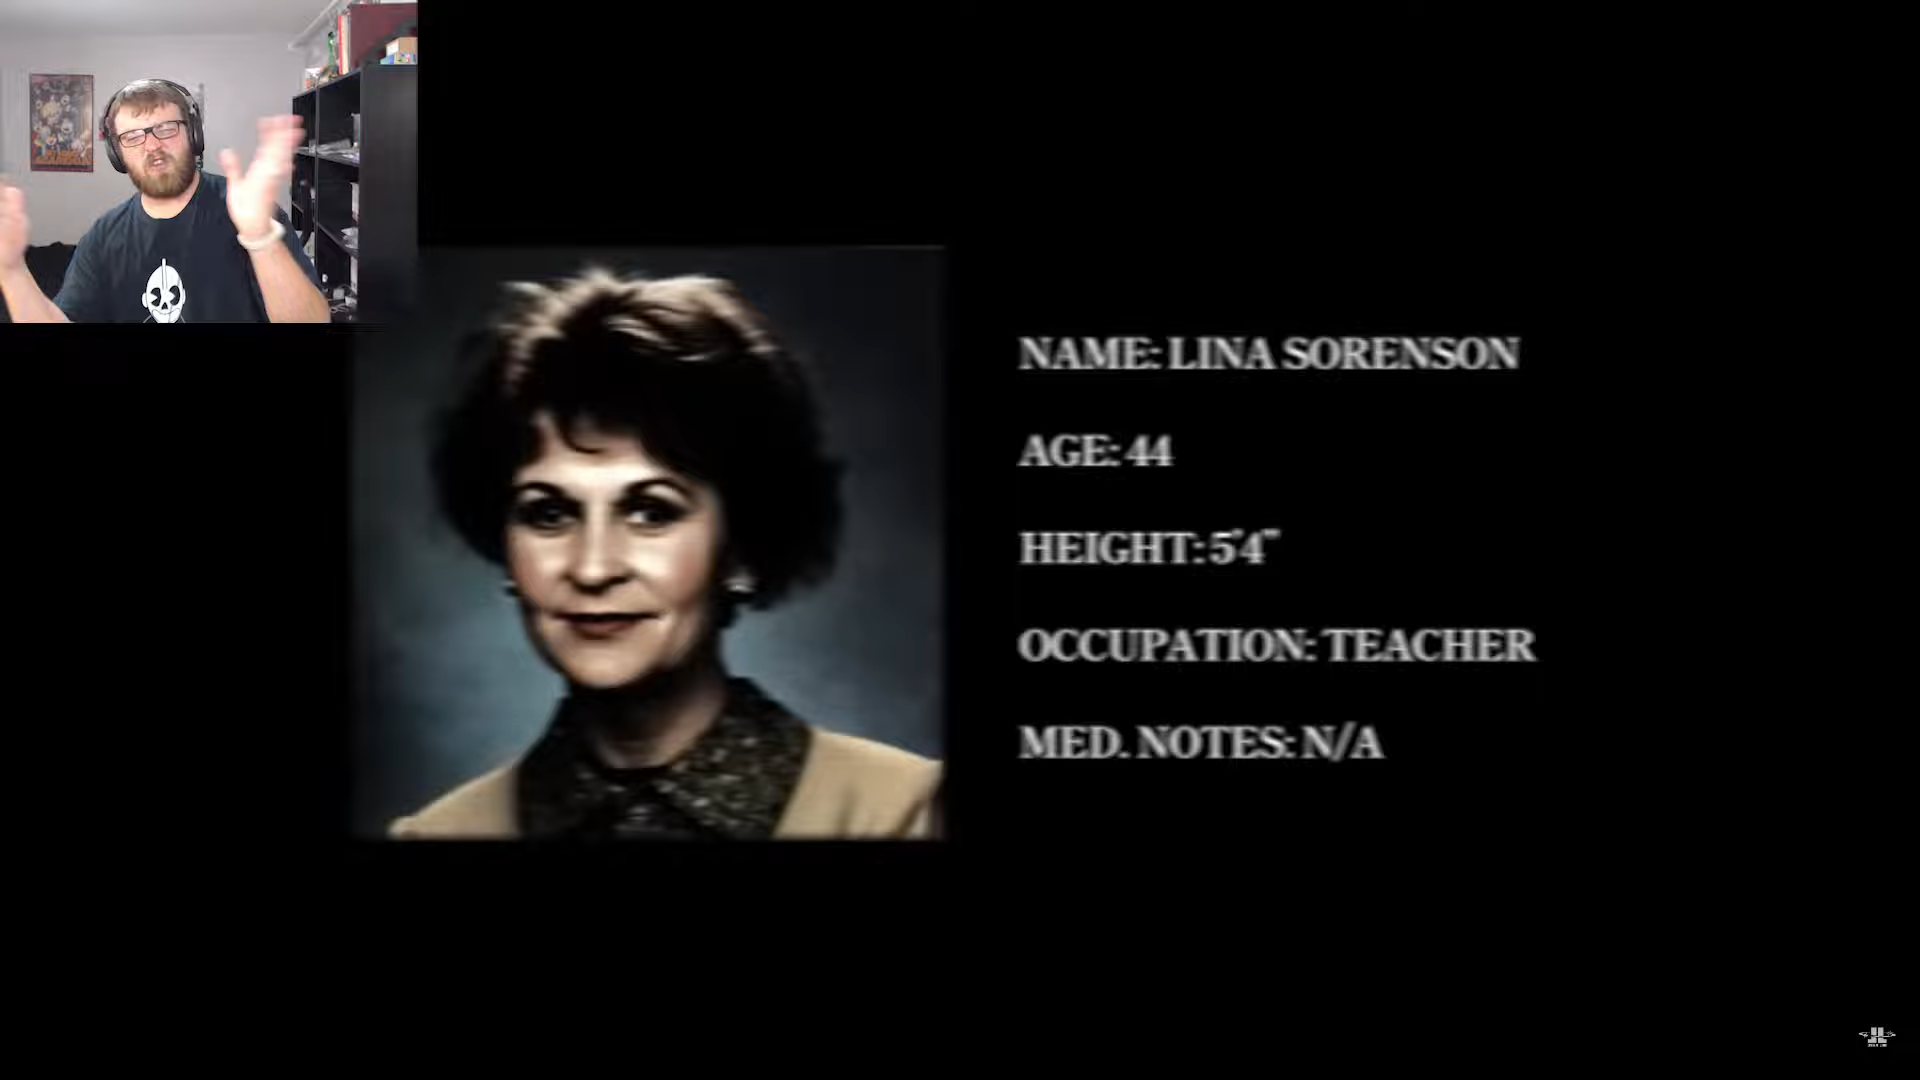 NAME: LINA SORENSON
AGE: 44
HEIGHT: 5'4"
OCCUPATION: TEACHER
MED. NOTES: N/A